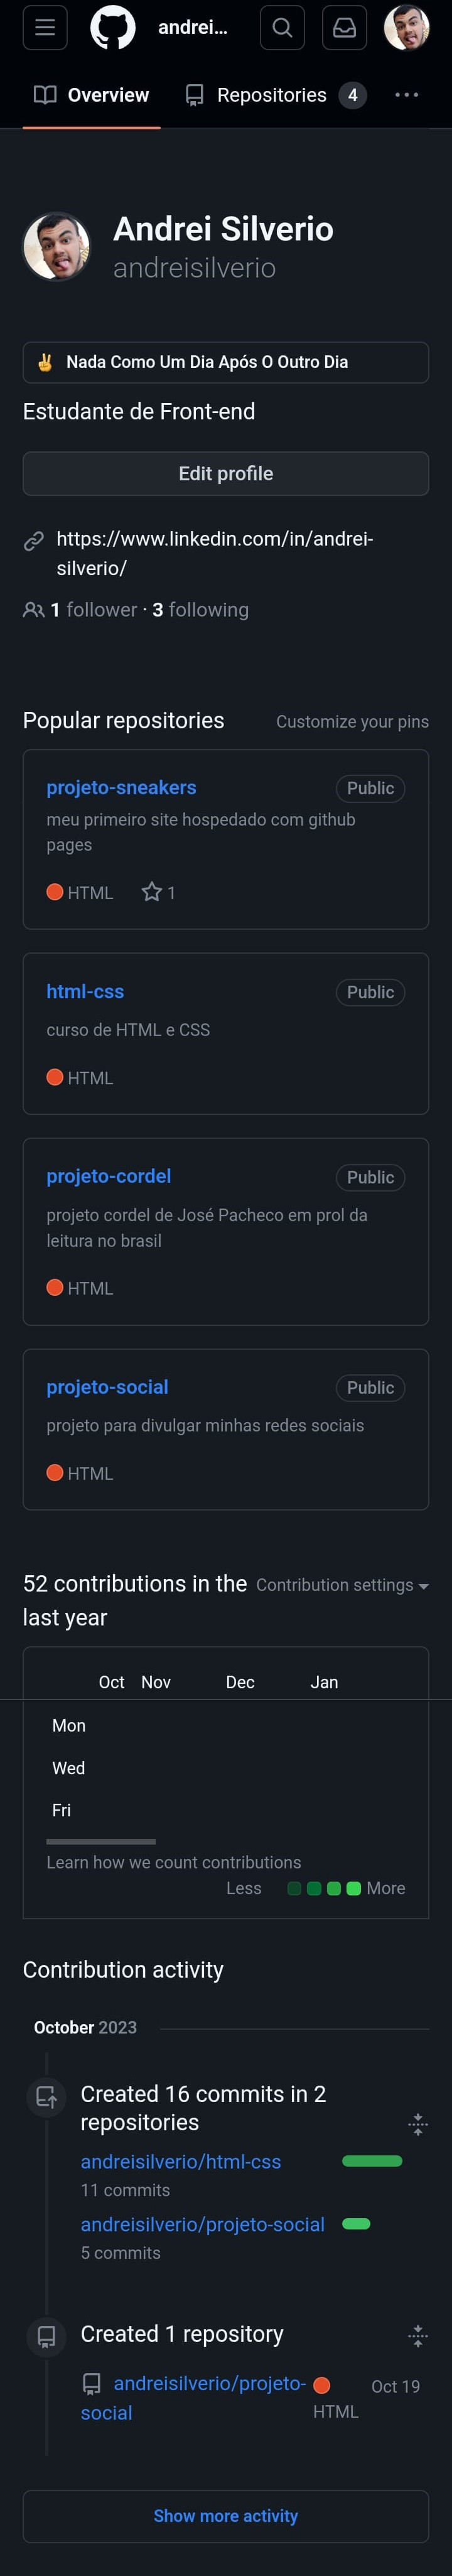 andrei...
Overview
Repositories 4
Andrei Silverio
andreisilverio
Nada Como Um Dia Após O Outro Dia
Estudante de Front-end
Edit profile
https://www.linkedin.com/in/andrei-
silverio/
1 follower · 3 following
Popular repositories
Customize your pins
projeto-sneakers
Public
meu primeiro site hospedado com github
pages
HTML
1
html-css
Public
curso de HTML e CSS
HTML
projeto-cordel
Public
projeto cordel de José Pacheco em prol da
leitura no brasil
HTML
projeto-social
Public
projeto para divulgar minhas redes sociais
HTML
52 contributions in the
last year
Contribution settings
Oct Nov Dec Jan
Mon
Wed
Fri
Learn how we count contributions
Less More
Contribution activity
October 2023
Created 16 commits in 2
repositories
andreisilverio/html-css
11 commits
andreisilverio/projeto-social
5 commits
Created 1 repository
andreisilverio/projeto-
social
HTML
Oct 19
Show more activity